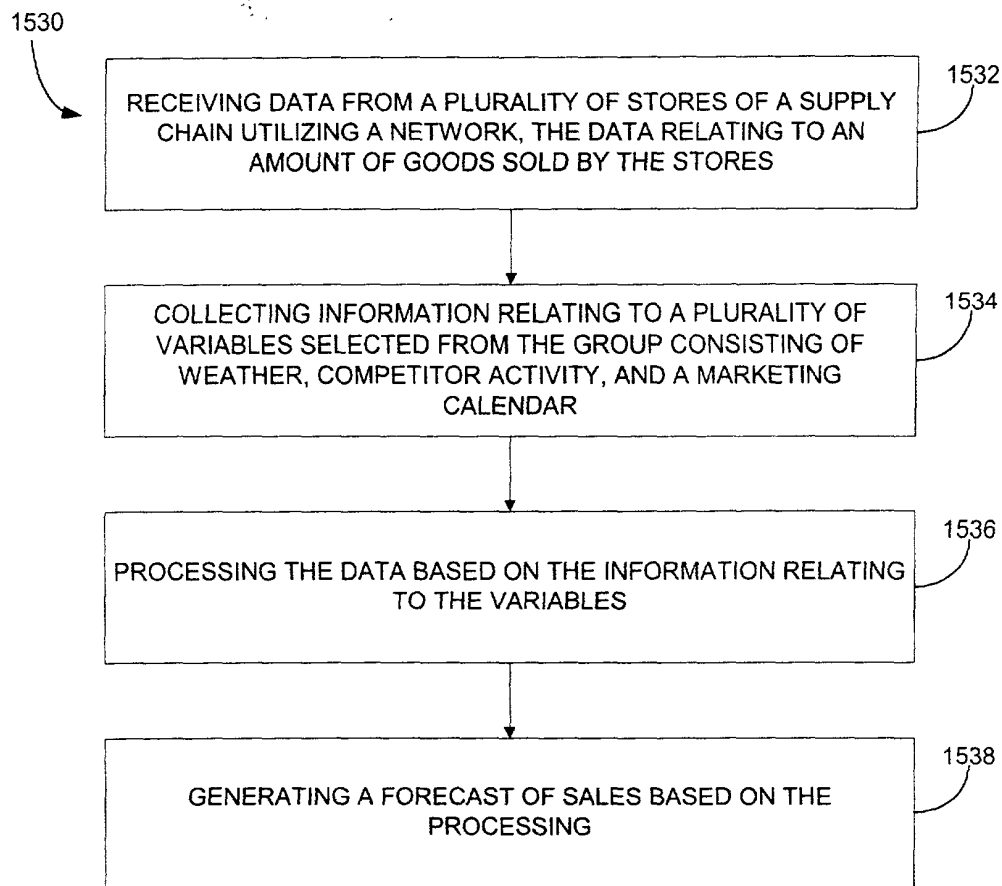 1530
1532
RECEIVING DATA FROM A PLURALITY OF STORES OF A SUPPLY
CHAIN UTILIZING A NETWORK, THE DATA RELATING TO AN
AMOUNT OF GOODS SOLD BY THE STORES
1534
COLLECTING INFORMATION RELATING TO A PLURALITY OF
VARIABLES SELECTED FROM THE GROUP CONSISTING OF
WEATHER, COMPETITOR ACTIVITY, AND A MARKETING
CALENDAR
1536
PROCESSING THE DATA BASED ON THE INFORMATION RELATING
TO THE VARIABLES
1538
GENERATING A FORECAST OF SALES BASED ON THE
PROCESSING